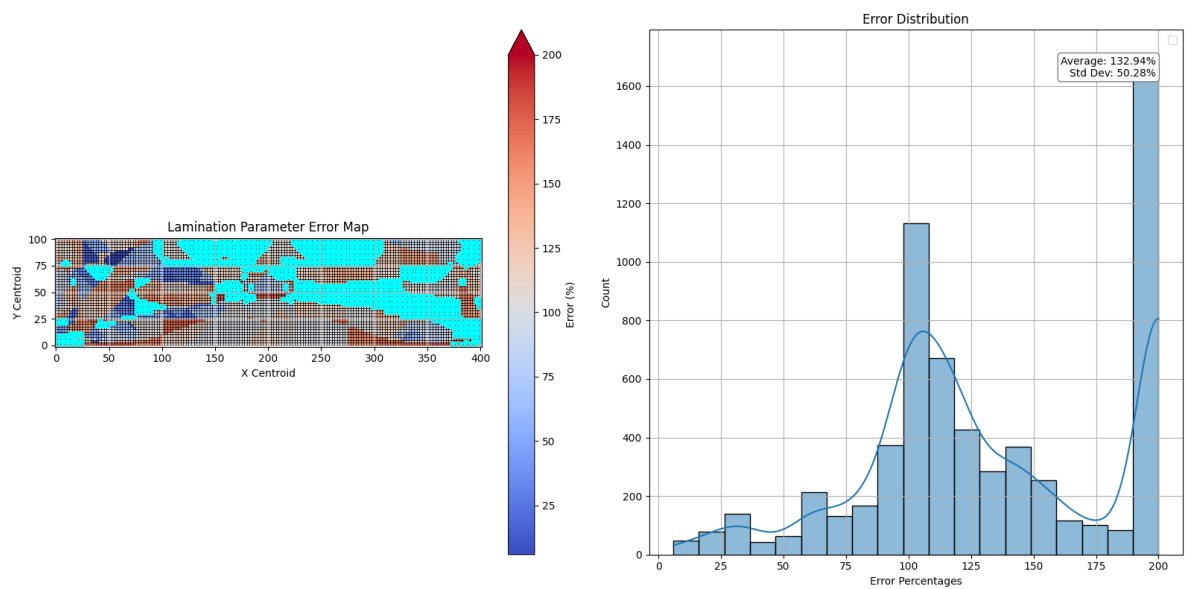 Lamination Parameter Error Map
100
75
50
25
0
Y Centroid
0 50 100 150 200 250 300 350 400
X Centroid
200
175
150
125
100
75
50
25
Error (%)
Error Distribution
Average: 132.94%
Std Dev: 50.28%
1600
1400
1200
1000
800
600
400
200
0
Count
0 25 50 75 100 125 150 175 200
Error Percentages